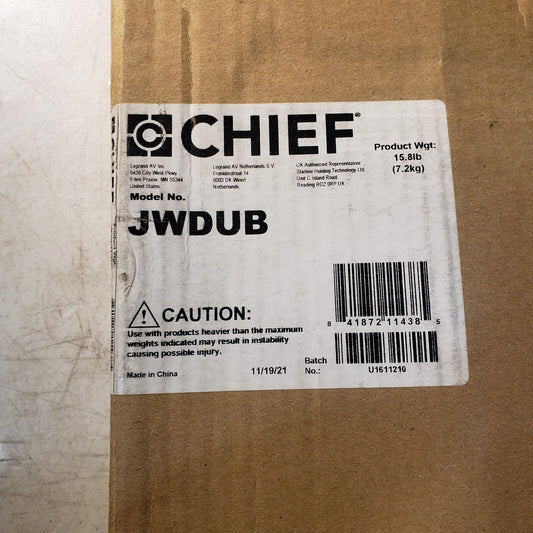 CHIEF®
Product Wgt:
15.8lb
(7.2kg)
Legrand AV Inc
6436 City West Pkwy
Eden Prairie, MN 55344
United States
Legrand AV Netherlands B.V.
Franklinstraat 14
6003 DK Weert
Netherlands
UK Authorized Representative
Starline Holding Technology Ltd.
Unit C Island Road
Reading RG2 0RP UK
Model No.
JWDUB
CAUTION:
Use with products heavier than the maximum
weights indicated may result in instability
causing possible injury.
8 41872 11438 5
Made in China
11/19/21
Batch
No.:
U1611210